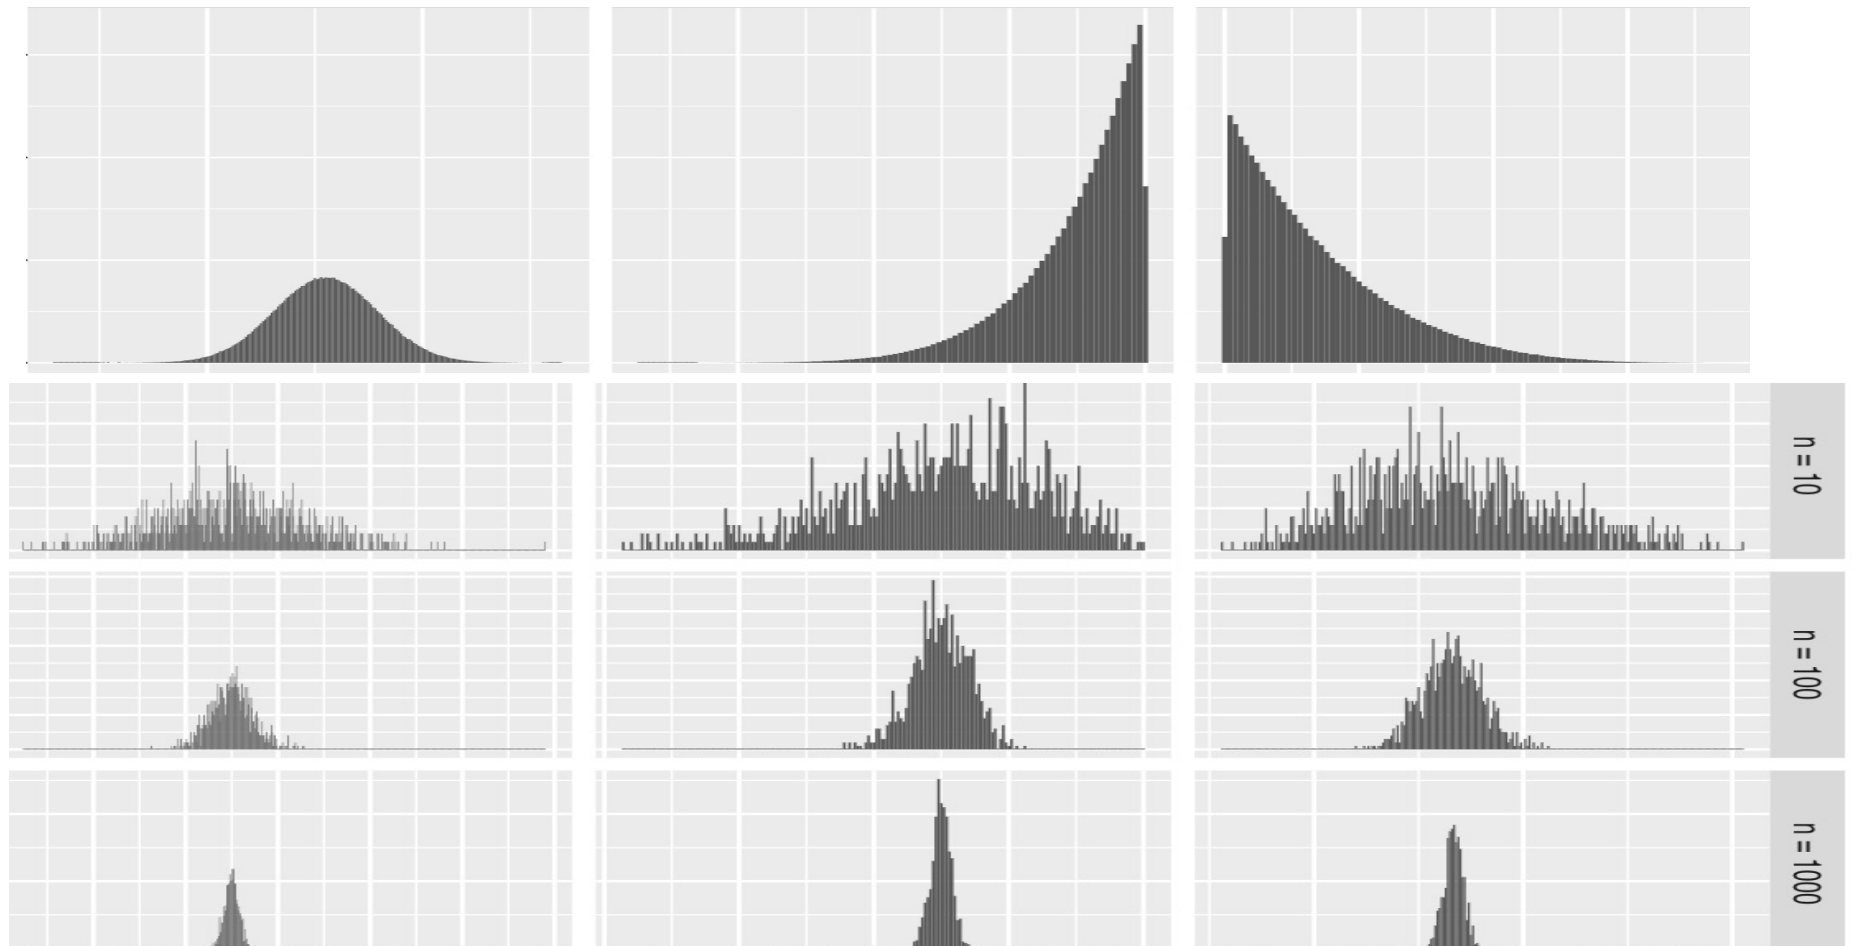 n = 10
n = 100
n = 1000